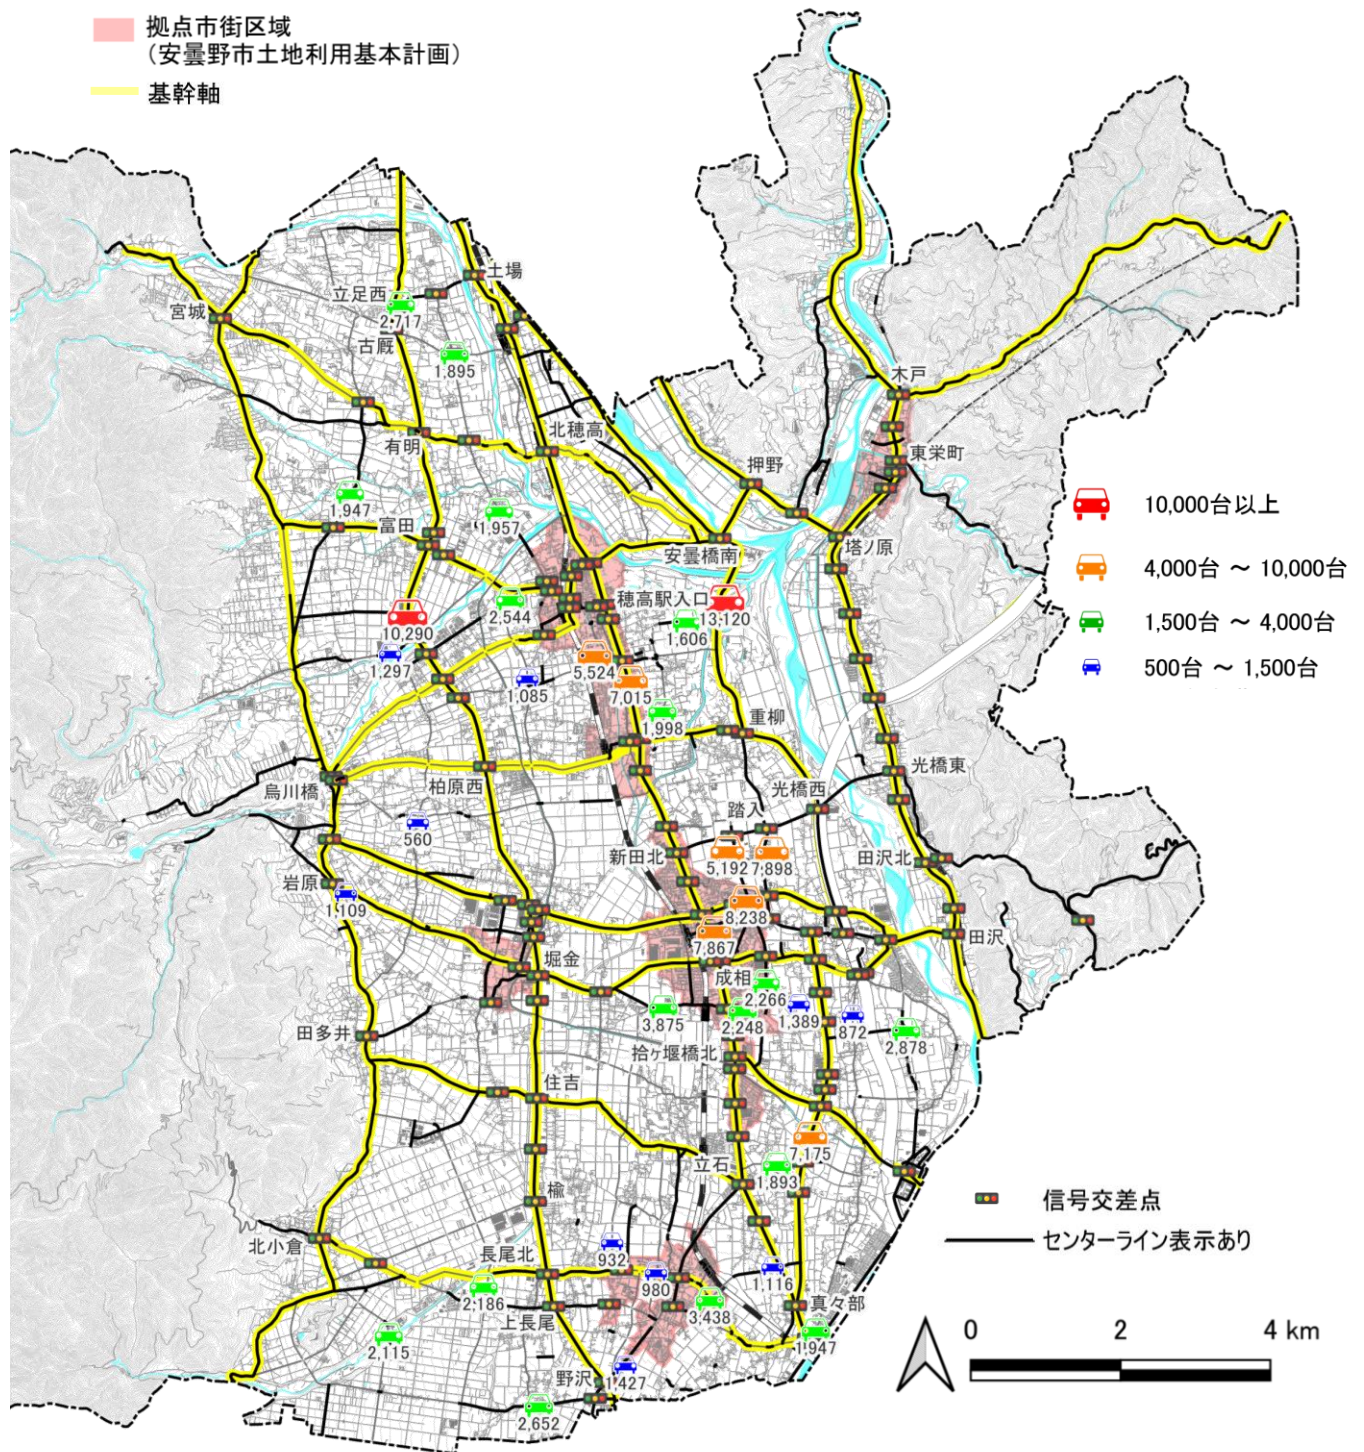 拠点市街区域
（安曇野市土地利用基本計画）
基幹軸
土場
立足西
2,717
宮城
古厩
1,895
木戸
北穂高
有明
東栄町
押野
1,947
富田
1,957
安曇橋南
塔ノ原
10,000台以上
4,000台 ～ 10,000台
1,500台 ～ 4,000台
500台 ～ 1,500台
穂高駅入口
2,544
13,120
1,606
10,290
1,297
5,524
1,085
7,015
1,998
重柳
烏川橋
柏原西
光橋東
光橋西
560
踏入
新田北
5,192
7,898
田沢北
岩原
1,109
8,238
7,867
田沢
堀金
成相
2,266
3,875
2,248
1,389
872
2,878
田多井
拾ヶ堰橋北
住吉
7,175
立石
1,893
楡
信号交差点
北小倉
長尾北
932
980
1,116
センターライン表示あり
2,186
上長尾
3,438
真々部
1,947
2,115
0 2 4 km
野沢
1,427
2,652